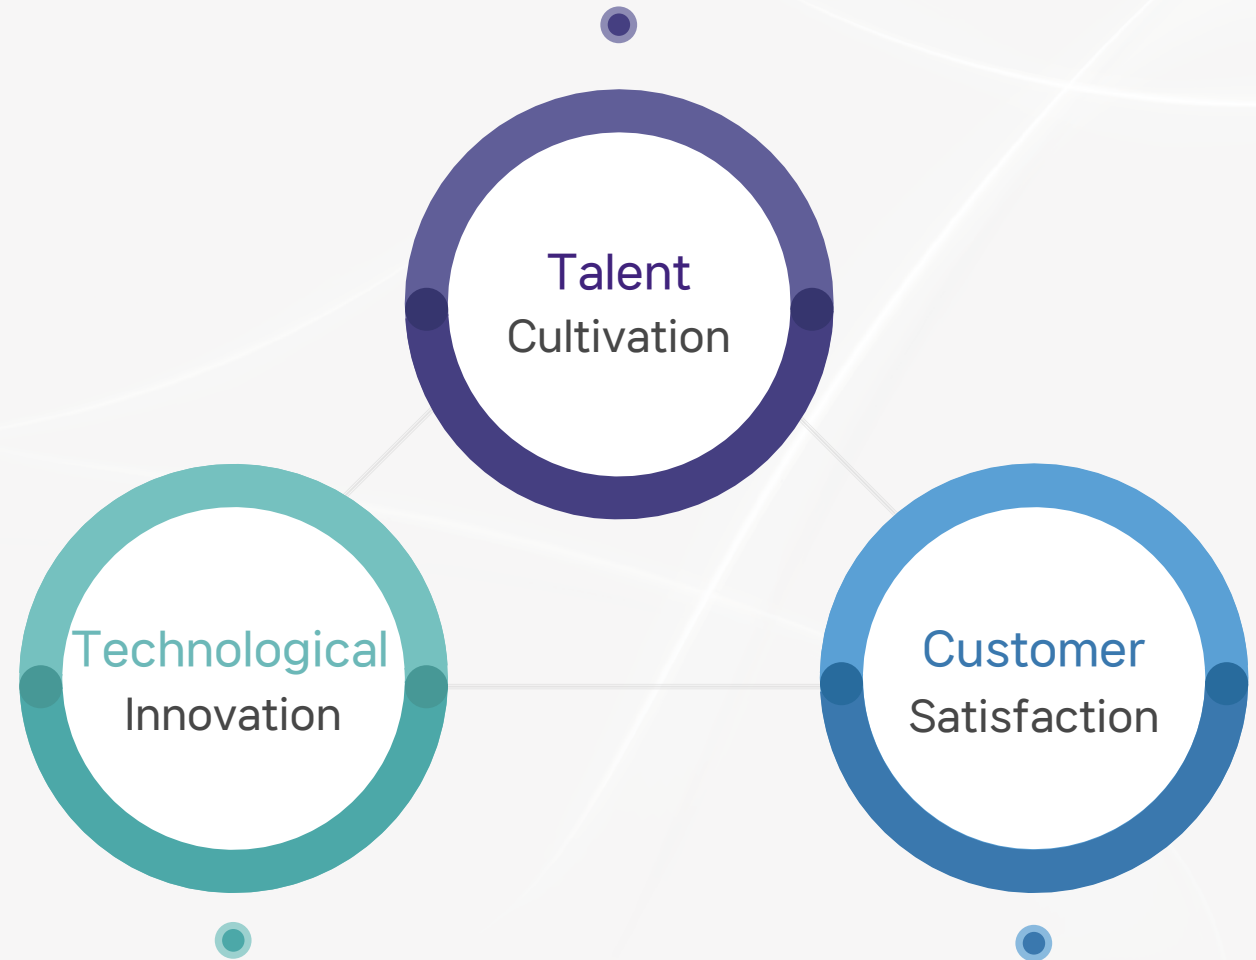 Talent
Cultivation
Technological
Innovation
Customer
Satisfaction